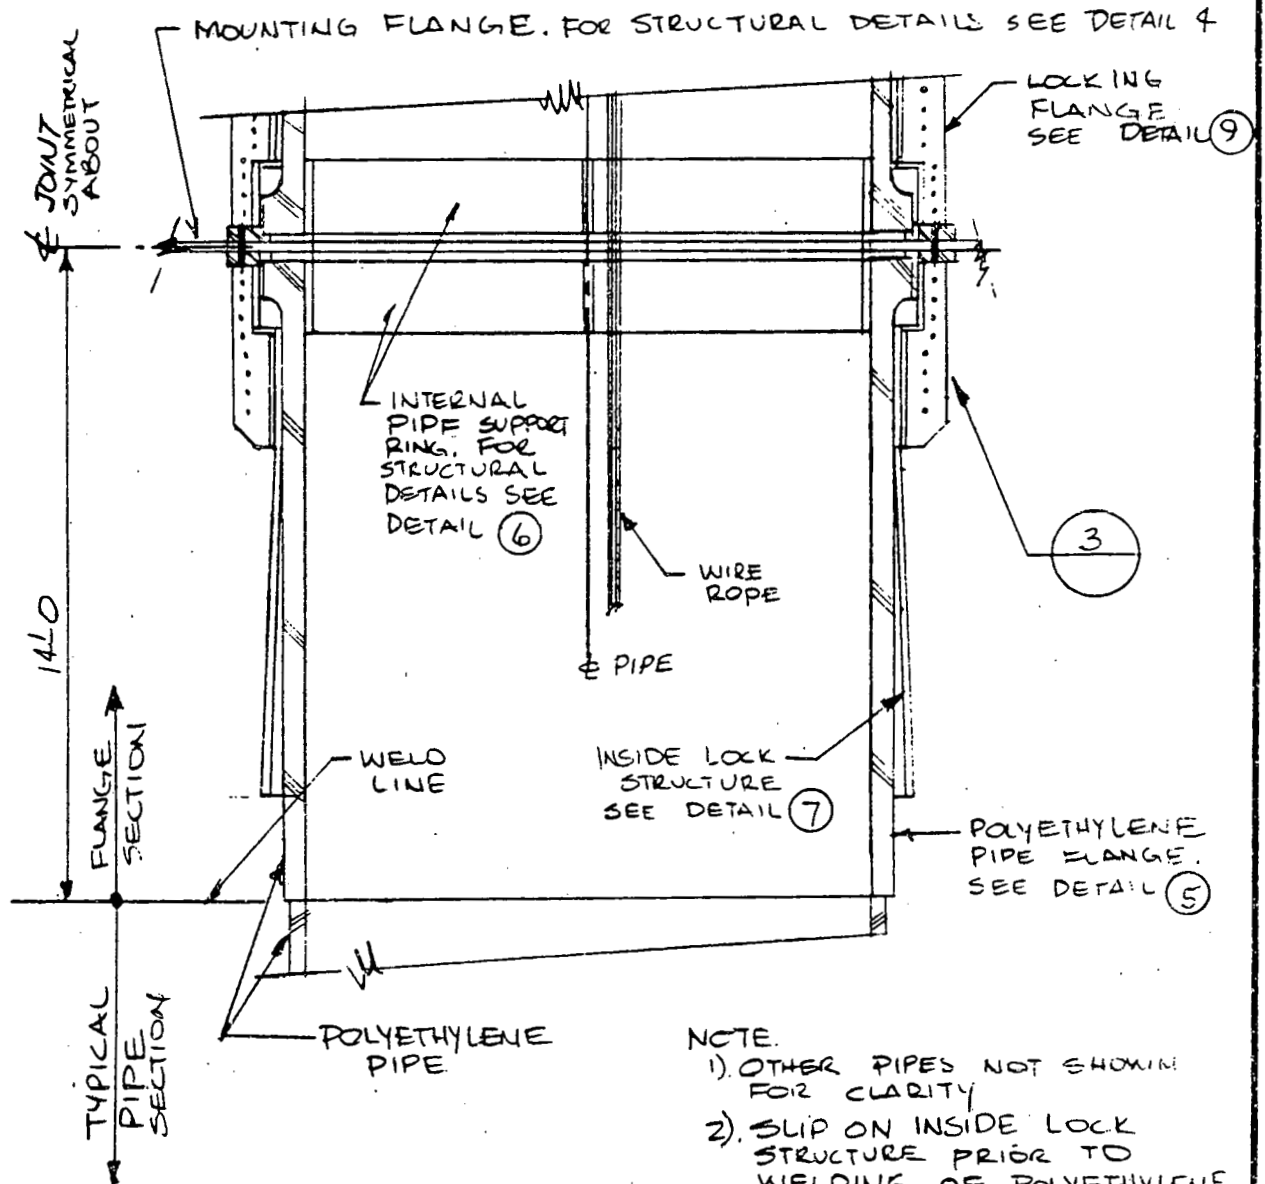 MOUNTING FLANGE. FOR STRUCTURAL DETAILS SEE DETAIL 4
LOCKING
FLANGE
SEE DETAIL 9
℄ JOINT
SYMMETRICAL
ABOUT
INTERNAL
PIPE SUPPORT
RING. FOR
STRUCTURAL
DETAILS SEE
DETAIL 6
3
WIRE
ROPE
℄ PIPE
FLANGE
SECTION
WELD
LINE
INSIDE LOCK
STRUCTURE
SEE DETAIL 7
POLYETHYLENE
PIPE FLANGE.
SEE DETAIL 5
TYPICAL
PIPE
SECTION
POLYETHYLENE
PIPE
NOTE.
1). OTHER PIPES NOT SHOWN
FOR CLARITY
2). SLIP ON INSIDE LOCK
STRUCTURE PRIOR TO
WELDING OF POLYETHYLENE